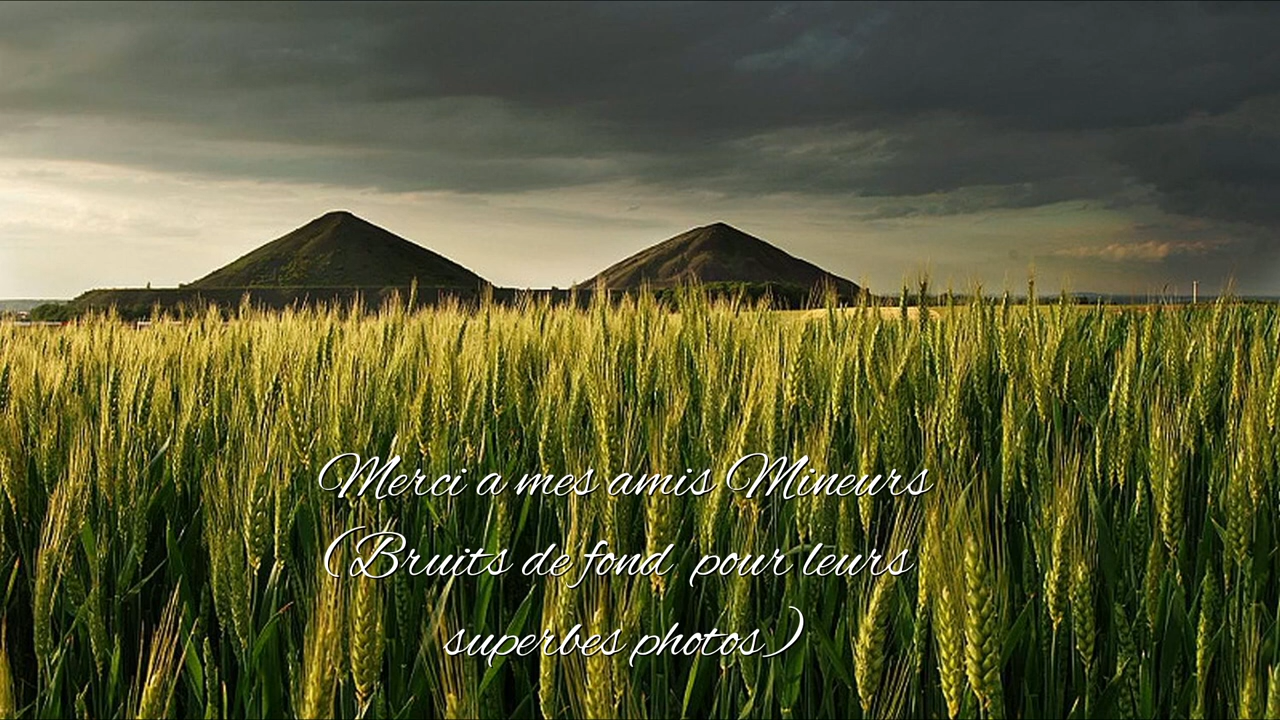 Merci a mes amis Mineurs
(Bruits de fond pour leurs
superbes photos)